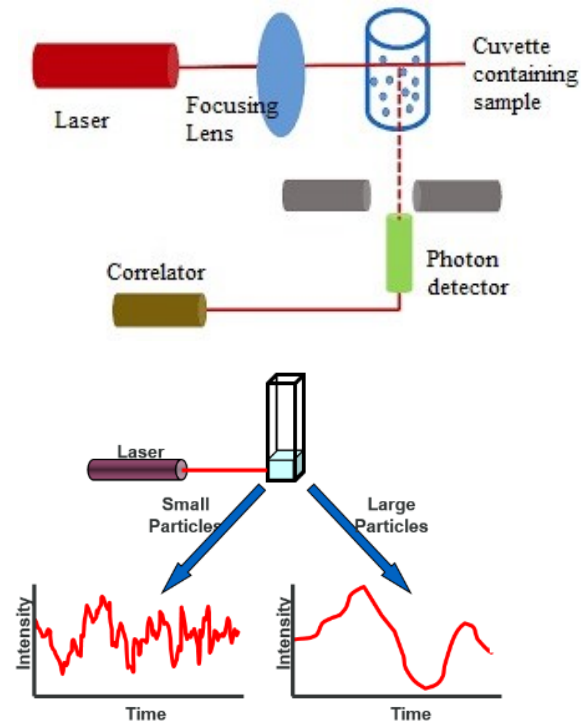 Laser
Focusing
Lens
Cuvette
containing
sample
Correlator
Photon
detector
Laser
Small
Particles
Large
Particles
Intensity
Time
Intensity
Time